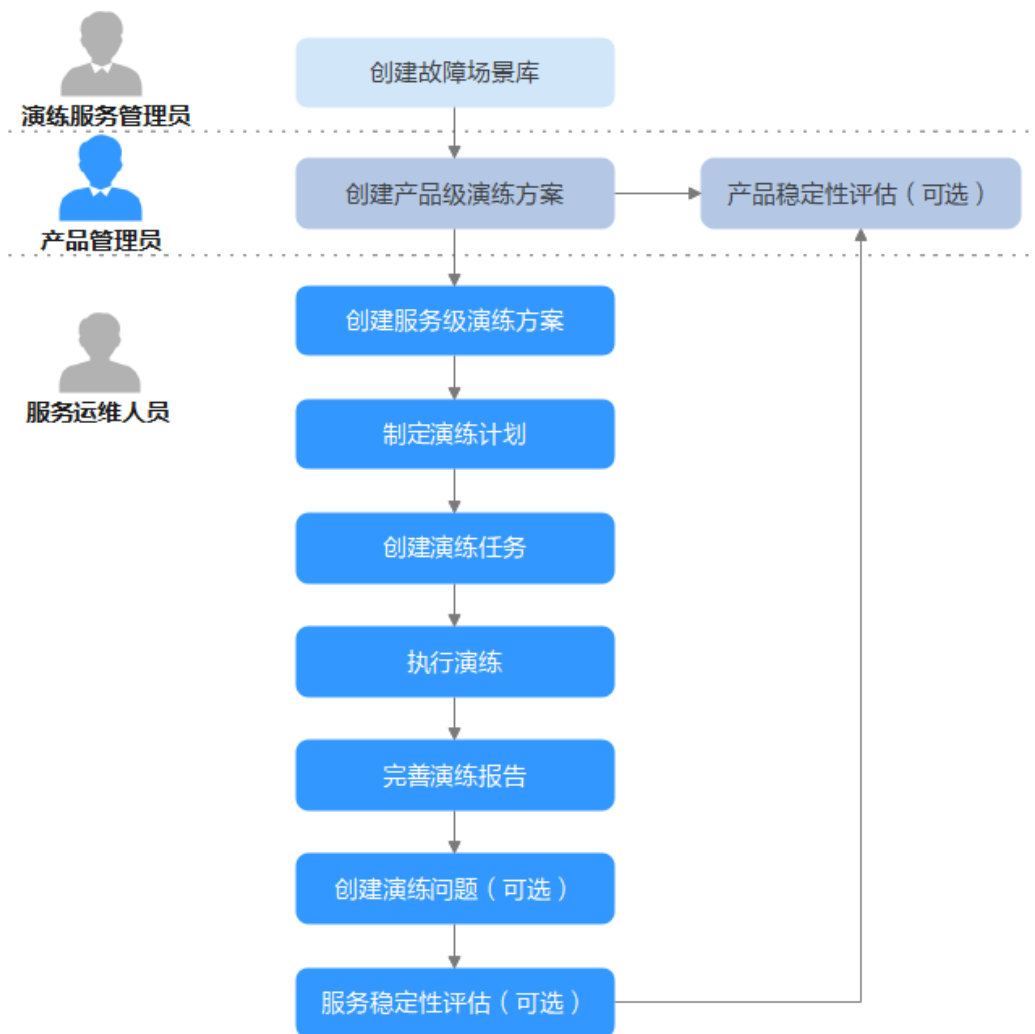 创建故障场景库
演练服务管理员
创建产品级演练方案
产品稳定性评估（可选）
产品管理员
创建服务级演练方案
服务运维人员
制定演练计划
创建演练任务
执行演练
完善演练报告
创建演练问题（可选）
服务稳定性评估（可选）